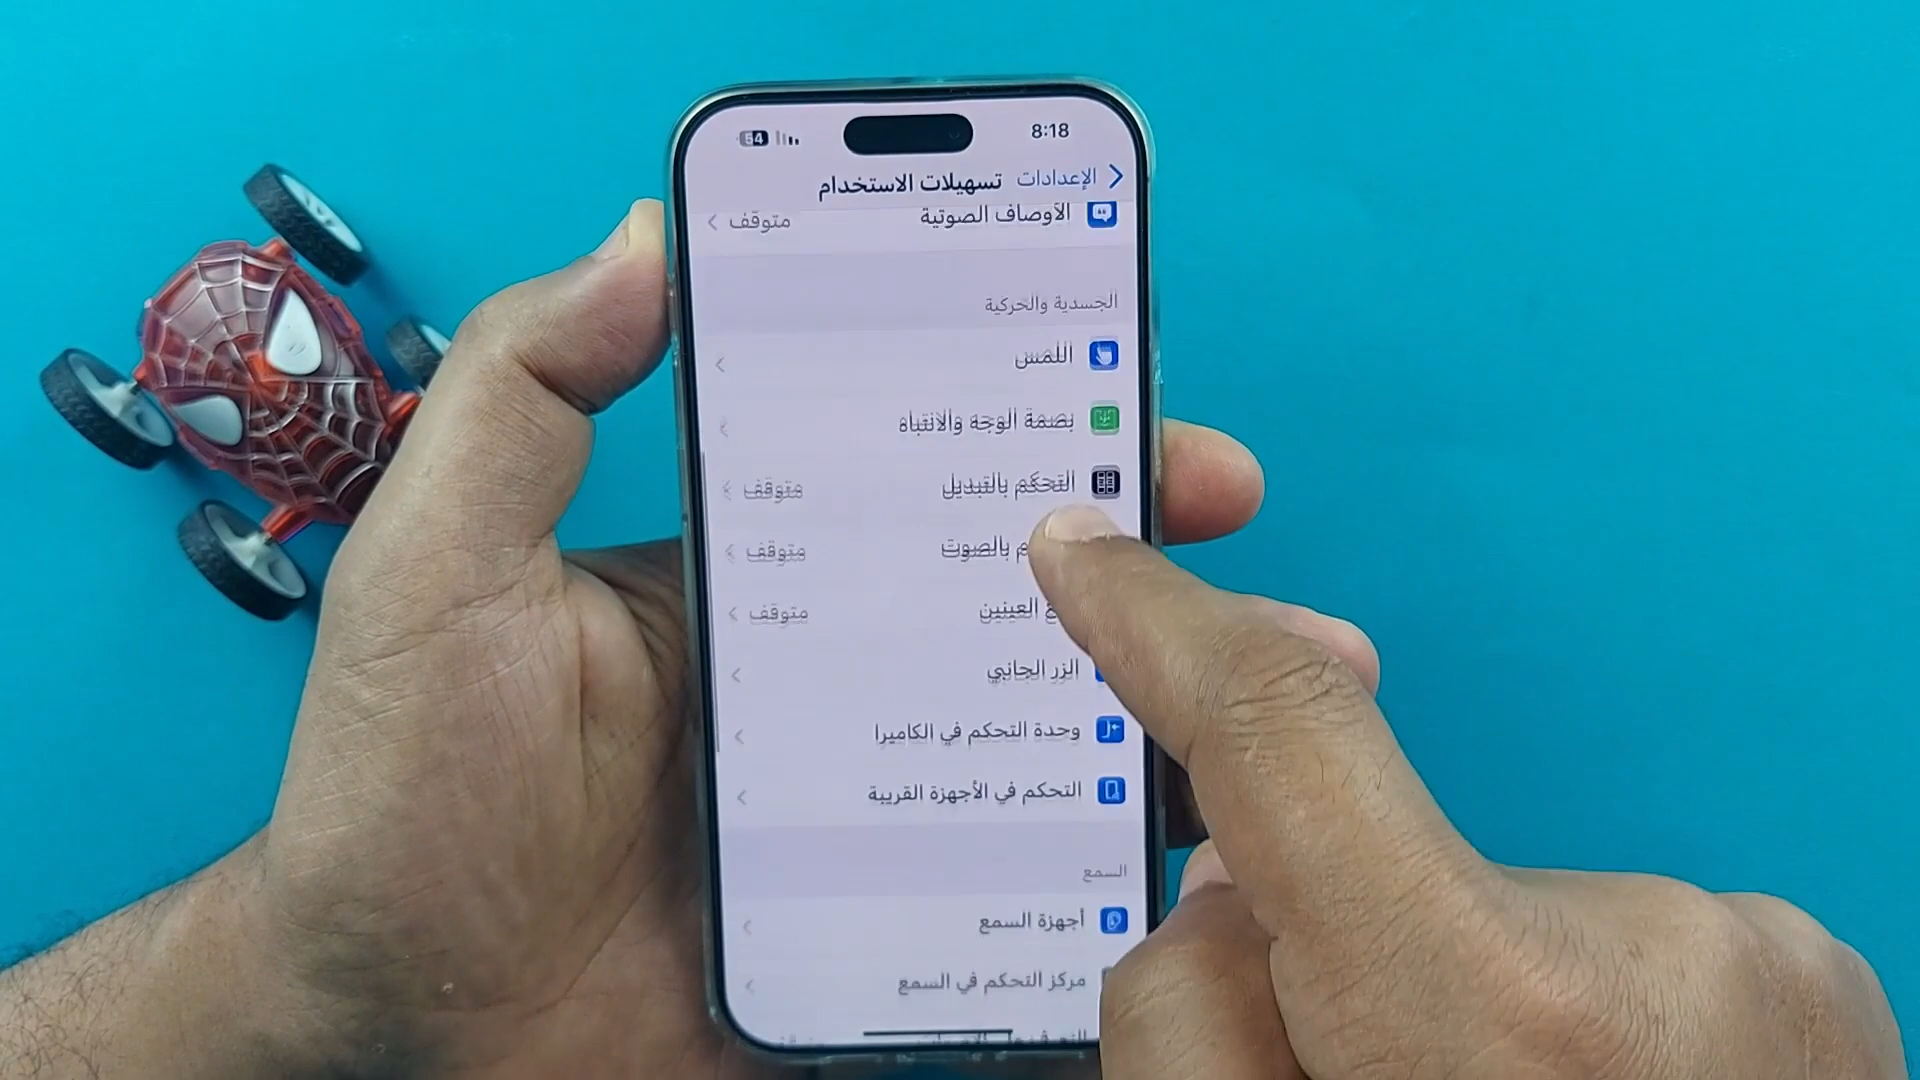 8:18
54
الإعدادات
تسهيلات الاستخدام
الأوصاف الصوتية
متوقف
الجسدية والحركية
اللمس
بصمة الوجه والانتباه
التحكم بالتبديل
متوقف
بالصوت
متوقف
العينين
متوقف
الزر الجانبي
وحدة التحكم في الكاميرا
التحكم في الأجهزة القريبة
السمع
أجهزة السمع
مركز التحكم في السمع